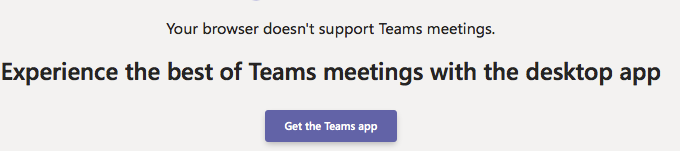 Your browser doesn't support Teams meetings.
Experience the best of Teams meetings with the desktop app
Get the Teams app